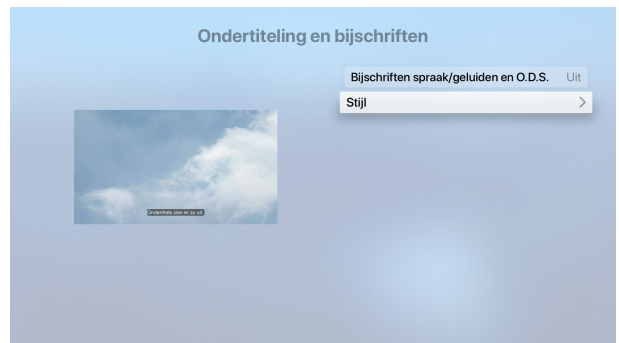 Ondertiteling en bijschriften
Bijschriften spraak/geluiden en O.D.S. Uit
Stijl
Ondertitels zien er zo uit.